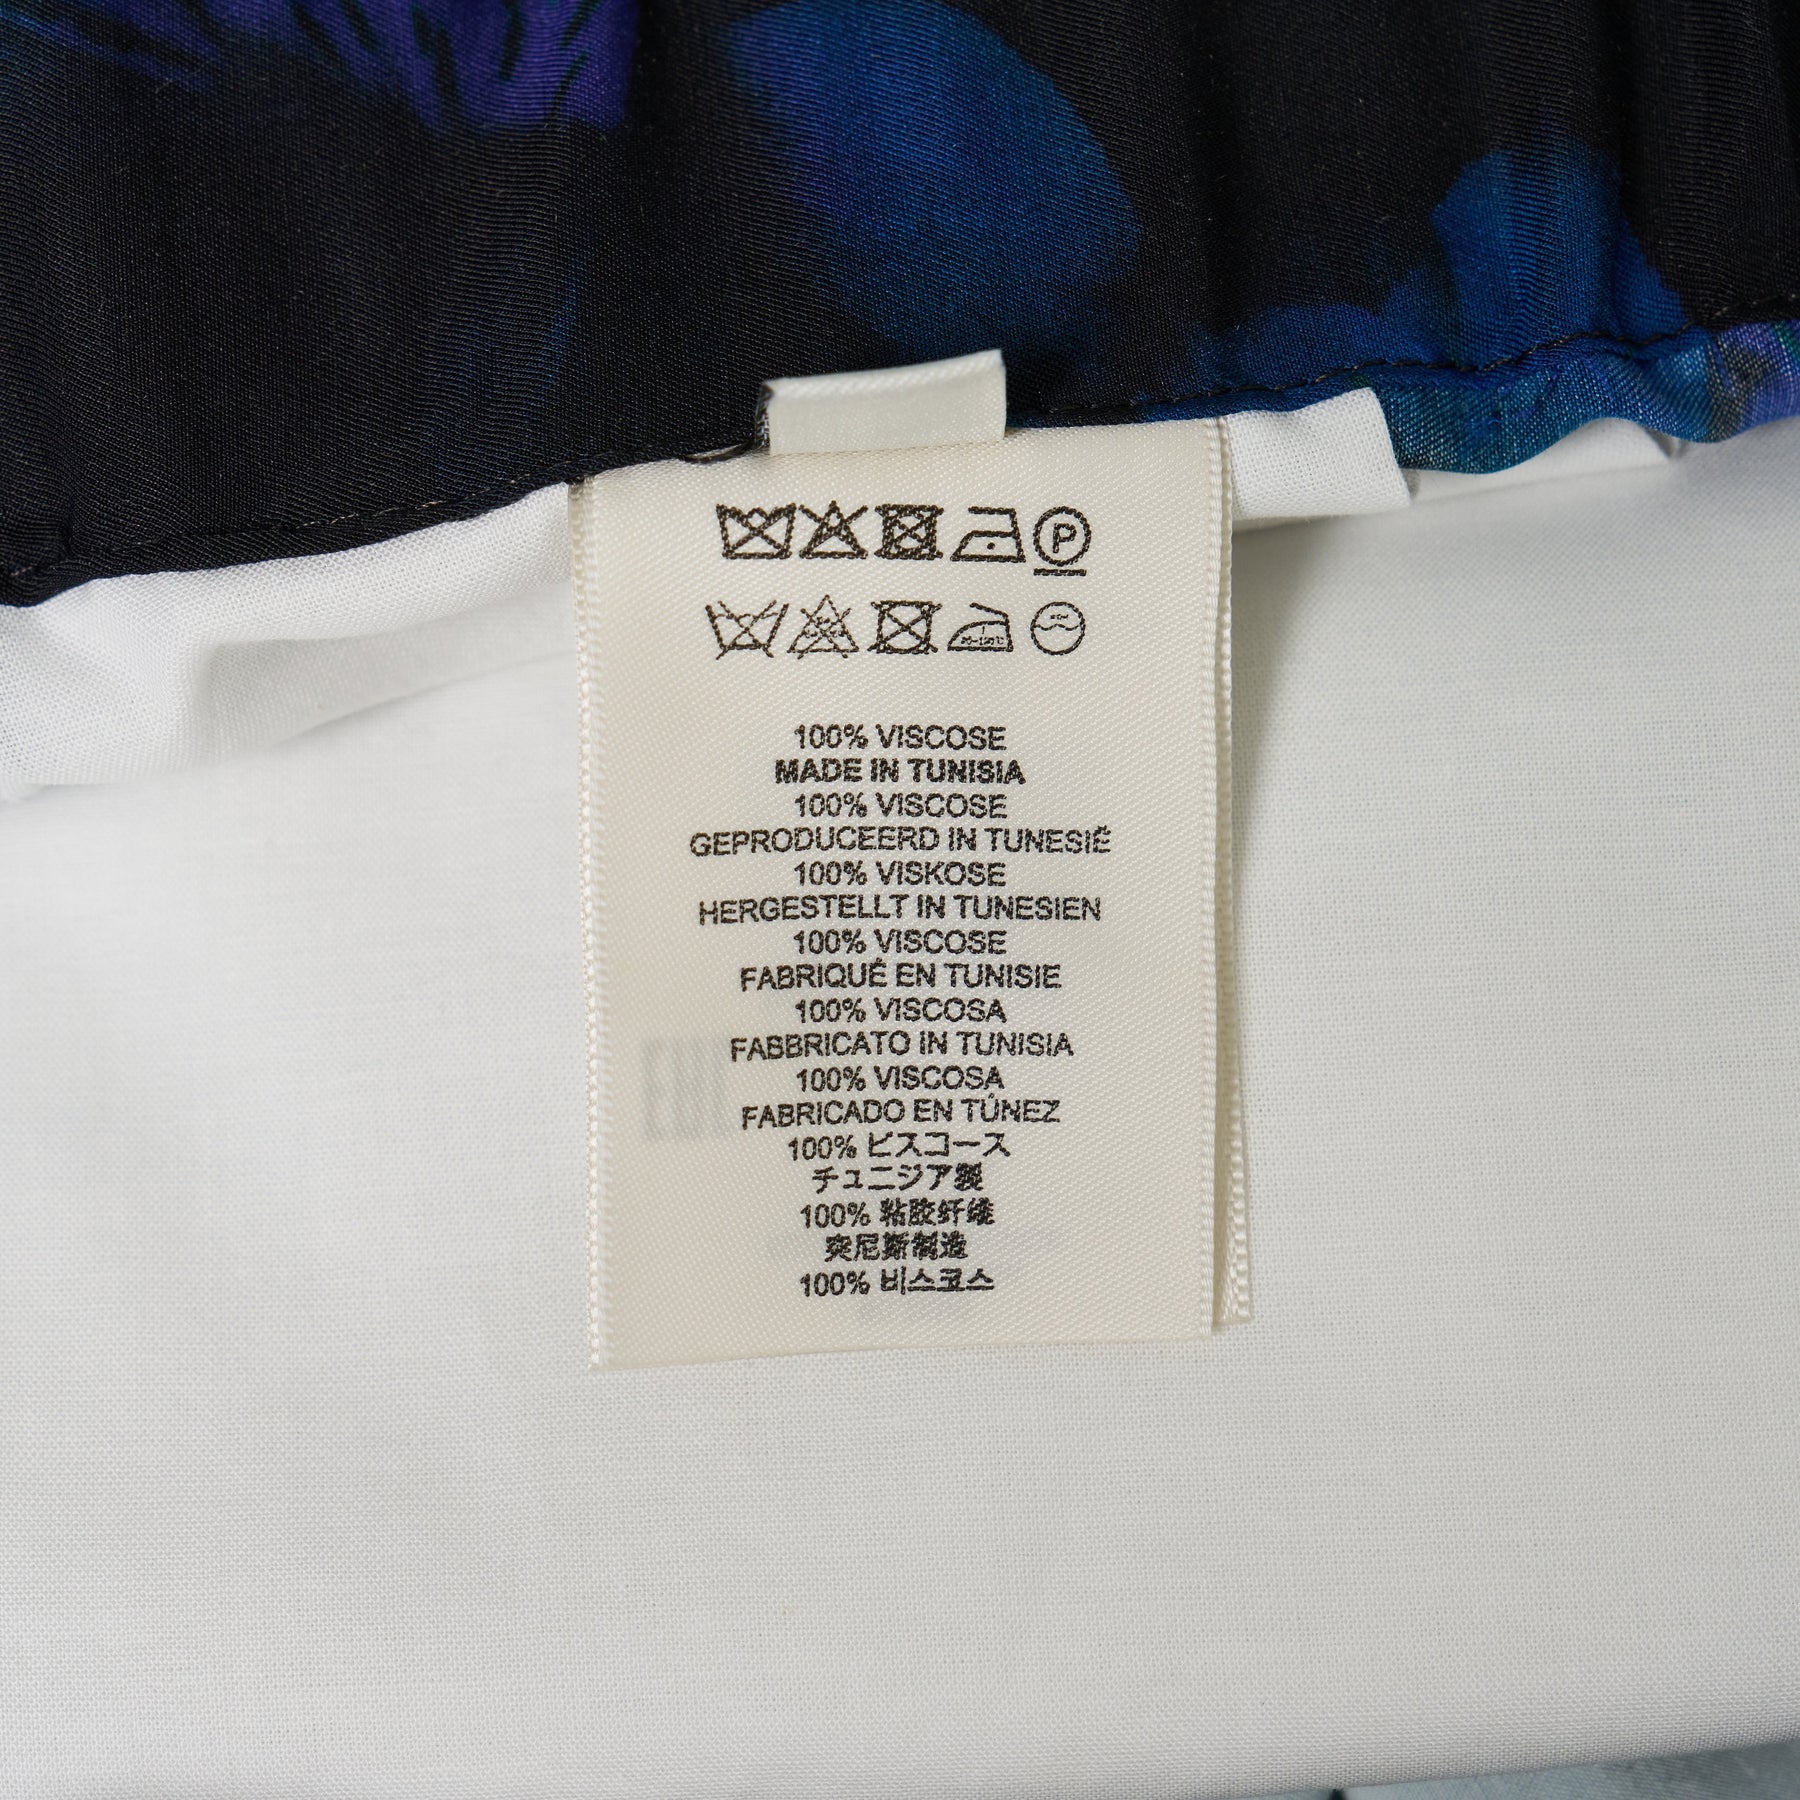 P
100% VISCOSE
MADE IN TUNISIA
100% VISCOSE
GEPRODUCEERD IN TUNESIË
100% VISKOSE
HERGESTELLT IN TUNESIEN
100% VISCOSE
FABRIQUÉ EN TUNISIE
100% VISCOSA
FABBRICATO IN TUNISIA
100% VISCOSA
FABRICADO EN TÚNEZ
100% ビスコース
チュニジア製
100% 粘胶纤维
突尼斯制造
100% 비스코스